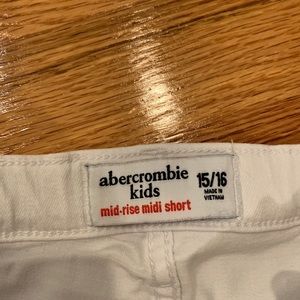 abercrombie
kids
mid-rise midi short
15/16
MADE IN
VIETNAM